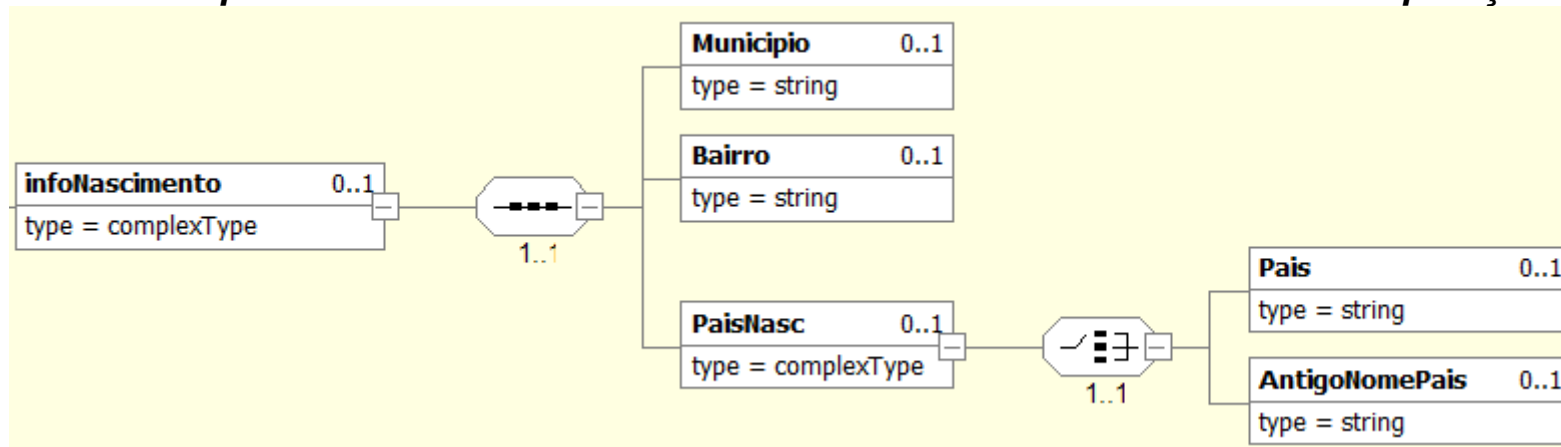 Municipio 0..1
type = string
Bairro 0..1
type = string
infoNascimento 0..1
type = complexType
1..1
PaisNasc 0..1
type = complexType
1..1
Pais 0..1
type = string
AntigoNomePais 0..1
type = string